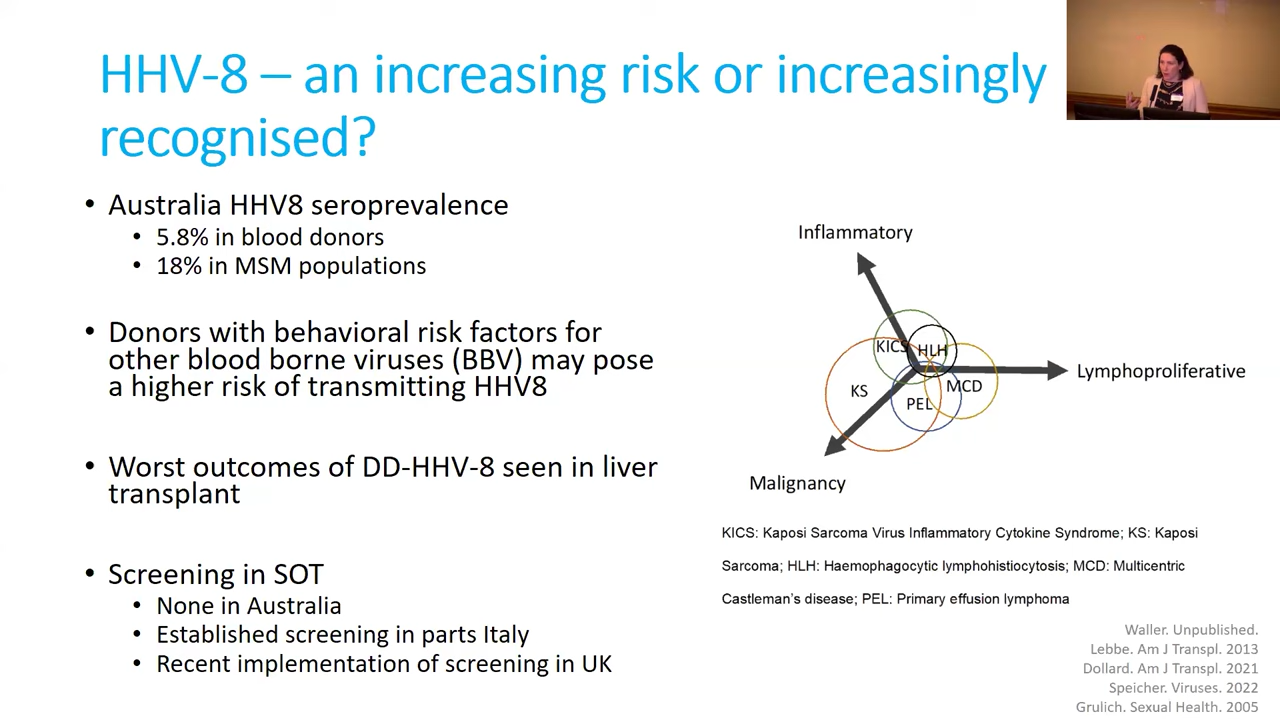 HHV-8 – an increasing risk or increasingly
recognised?
• Australia HHV8 seroprevalence
• 5.8% in blood donors
• 18% in MSM populations
• Donors with behavioral risk factors for
other blood borne viruses (BBV) may pose
a higher risk of transmitting HHV8
• Worst outcomes of DD-HHV-8 seen in liver
transplant
• Screening in SOT
• None in Australia
• Established screening in parts Italy
• Recent implementation of screening in UK
Inflammatory
KICS
HLH
Lymphoproliferative
KS
MCD
PEL
Malignancy
KICS: Kaposi Sarcoma Virus Inflammatory Cytokine Syndrome; KS: Kaposi
Sarcoma; HLH: Haemophagocytic lymphohistiocytosis; MCD: Multicentric
Castleman’s disease; PEL: Primary effusion lymphoma
Waller. Unpublished.
Lebbe. Am J Transpl. 2013
Dollard. Am J Transpl. 2021
Speicher. Viruses. 2022
Grulich. Sexual Health. 2005